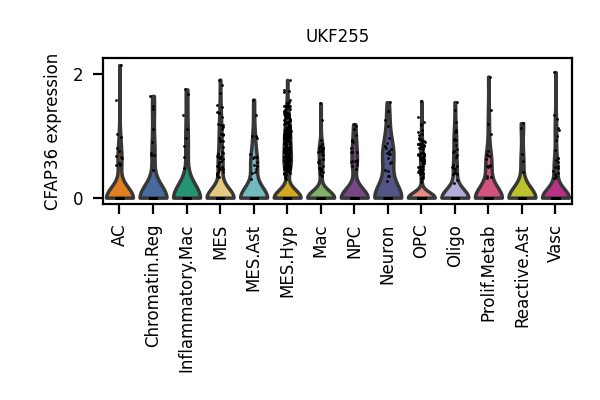 UKF255
CFAP36 expression
2
0
AC
Chromatin.Reg
Inflammatory.Mac
MES
MES.Ast
MES.Hyp
Mac
NPC
Neuron
OPC
Oligo
Prolif.Metab
Reactive.Ast
Vasc